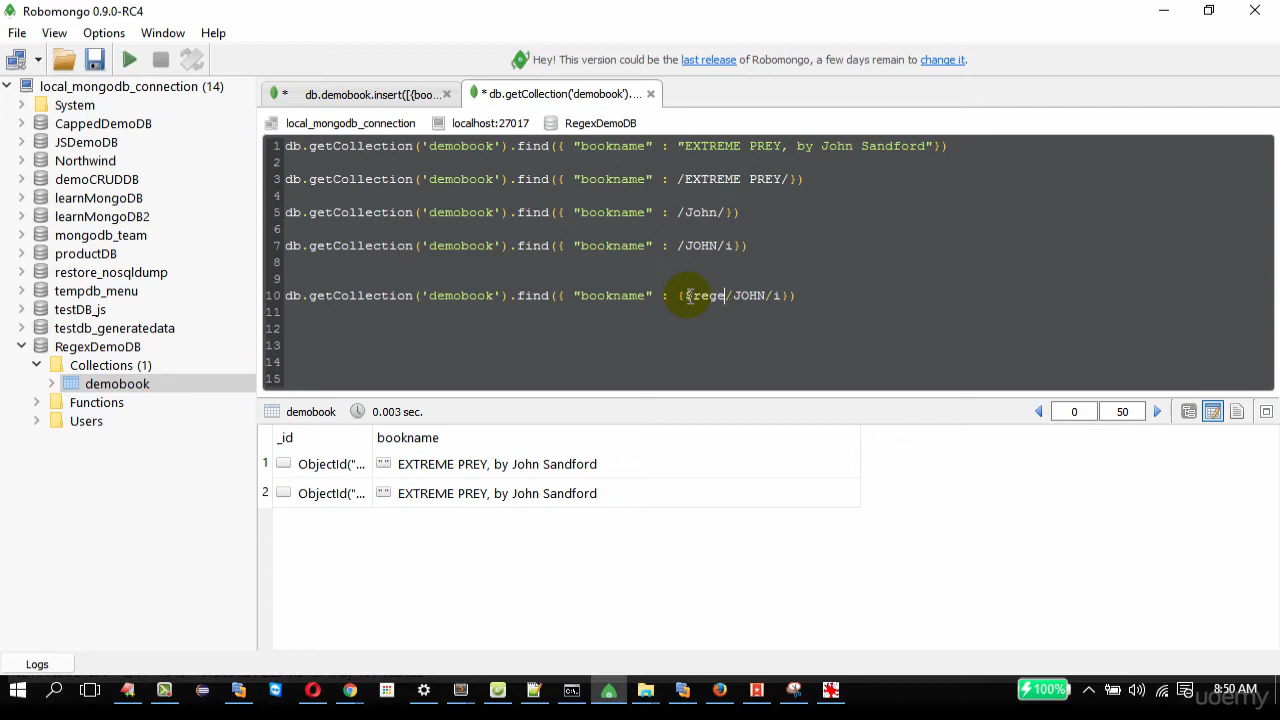 Robomongo 0.9.0-RC4
File View Options Window Help
Hey! This version could be the last release of Robomongo, a few days remain to change it.
local_mongodb_connection (14)
System
CappedDemoDB
JSDemoDB
Northwind
demoCRUDDB
learnMongoDB
learnMongoDB2
mongodb_team
productDB
restore_nosqldump
tempdb_menu
testDB_js
testdb_generatedata
RegexDemoDB
Collections (1)
demobook
Functions
Users
* db.demobook.insert([{boo... * db.getCollection('demobook')....
local_mongodb_connection localhost:27017 RegexDemoDB
1 db.getCollection('demobook').find({ "bookname" : "EXTREME PREY, by John Sandford"})
2
3 db.getCollection('demobook').find({ "bookname" : /EXTREME PREY/})
4
5 db.getCollection('demobook').find({ "bookname" : /John/})
6
7 db.getCollection('demobook').find({ "bookname" : /JOHN/i})
8
9
10 db.getCollection('demobook').find({ "bookname" : {$rege/JOHN/i})
11
12
13
14
15
demobook 0.003 sec. 0 50
_id bookname
1 ObjectId("... "" EXTREME PREY, by John Sandford
2 ObjectId("... "" EXTREME PREY, by John Sandford
Logs
100% 8:50 AM
udemy